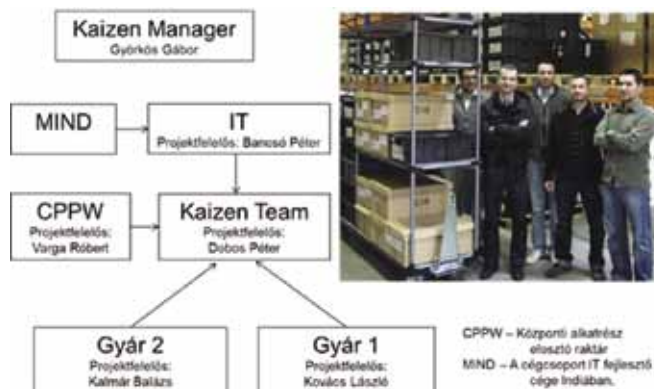 Kaizen Manager
Györkös Gábor
MIND
IT
Projektfelelős: Bancsó Péter
CPPW
Projektfelelős:
Varga Róbert
Kaizen Team
Projektfelelős:
Dobos Péter
Gyár 2
Projektfelelős:
Kalmár Balázs
Gyár 1
Projektfelelős:
Kovács László
CPPW – Központi alkatrész
elosztó raktár
MIND – A cégcsoport IT fejlesztő
cége Indiában.